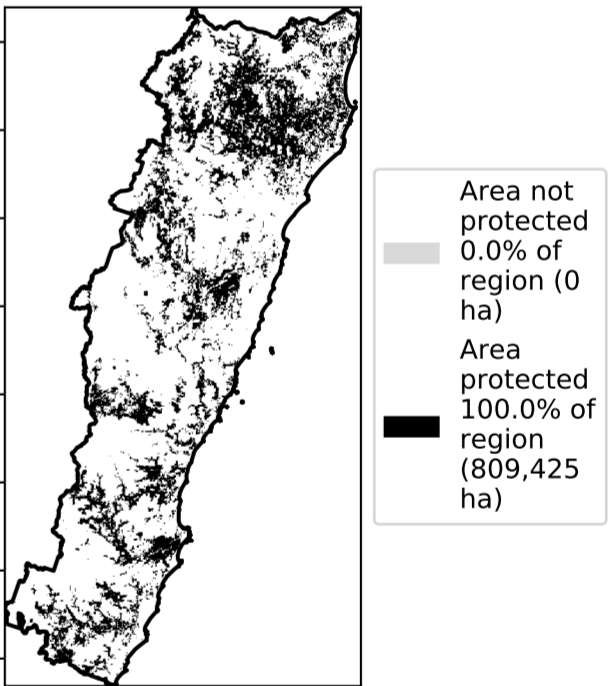 Area not
protected
0.0% of
region (0
ha)
Area
protected
100.0% of
region
(809,425
ha)